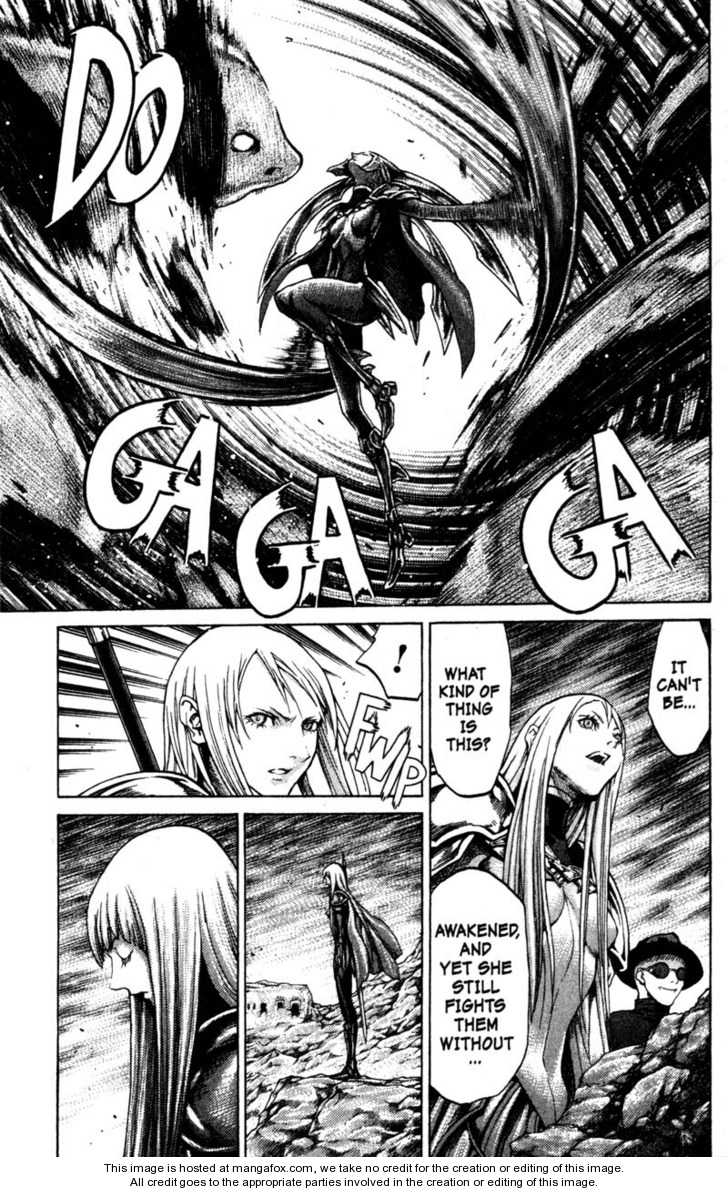 DO
GA
GA
GA
IT
CAN'T
BE...
WHAT
KIND OF
THING
IS
THIS?
AWAKENED,
AND
YET SHE
STILL
FIGHTS
THEM
WITHOUT
...
!
FWIP
This image is hosted at mangafox.com, we take no credit for the creation or editing of this image.
All credit goes to the appropriate parties involved in the creation or editing of this image.